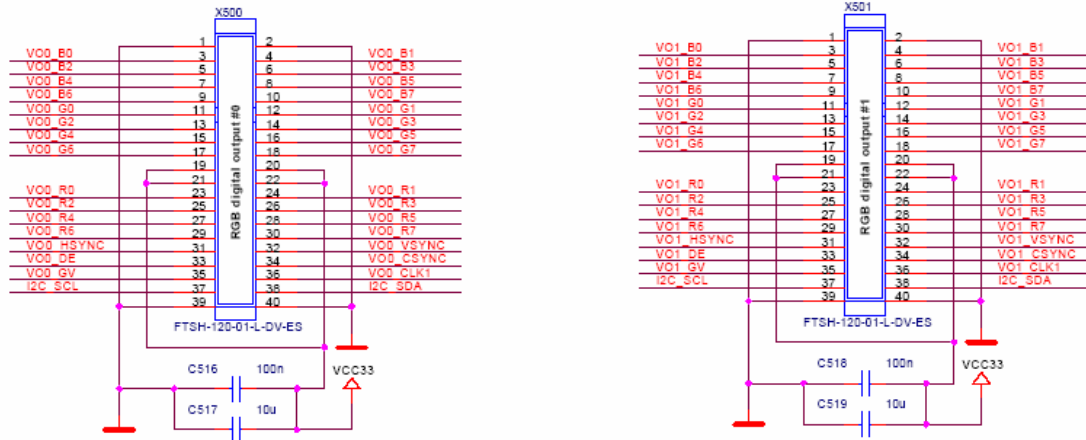 X500
1 2
VO0_B0 3 4 VO0_B1
VO0_B2 5 6 VO0_B3
VO0_B4 7 8 VO0_B5
VO0_B6 9 10 VO0_B7
VO0_G0 11 12 VO0_G1
VO0_G2 13 14 VO0_G3
VO0_G4 15 16 VO0_G5
VO0_G6 17 18 VO0_G7
19 20
21 22
VO0_R0 23 24 VO0_R1
VO0_R2 25 26 VO0_R3
VO0_R4 27 28 VO0_R5
VO0_R6 29 30 VO0_R7
VO0_HSYNC 31 32 VO0_VSYNC
VO0_DE 33 34 VO0_CSYNC
VO0_GV 35 36 VO0_CLK1
I2C_SCL 37 38 I2C_SDA
39 40
RGB digital output #0
FTSH-120-01-L-DV-ES
C516 100n VCC33
C517 10u
X501
1 2
VO1_B0 3 4 VO1_B1
VO1_B2 5 6 VO1_B3
VO1_B4 7 8 VO1_B5
VO1_B6 9 10 VO1_B7
VO1_G0 11 12 VO1_G1
VO1_G2 13 14 VO1_G3
VO1_G4 15 16 VO1_G5
VO1_G6 17 18 VO1_G7
19 20
21 22
VO1_R0 23 24 VO1_R1
VO1_R2 25 26 VO1_R3
VO1_R4 27 28 VO1_R5
VO1_R6 29 30 VO1_R7
VO1_HSYNC 31 32 VO1_VSYNC
VO1_DE 33 34 VO1_CSYNC
VO1_GV 35 36 VO1_CLK1
I2C_SCL 37 38 I2C_SDA
39 40
RGB digital output #1
FTSH-120-01-L-DV-ES
C518 100n VCC33
C519 10u